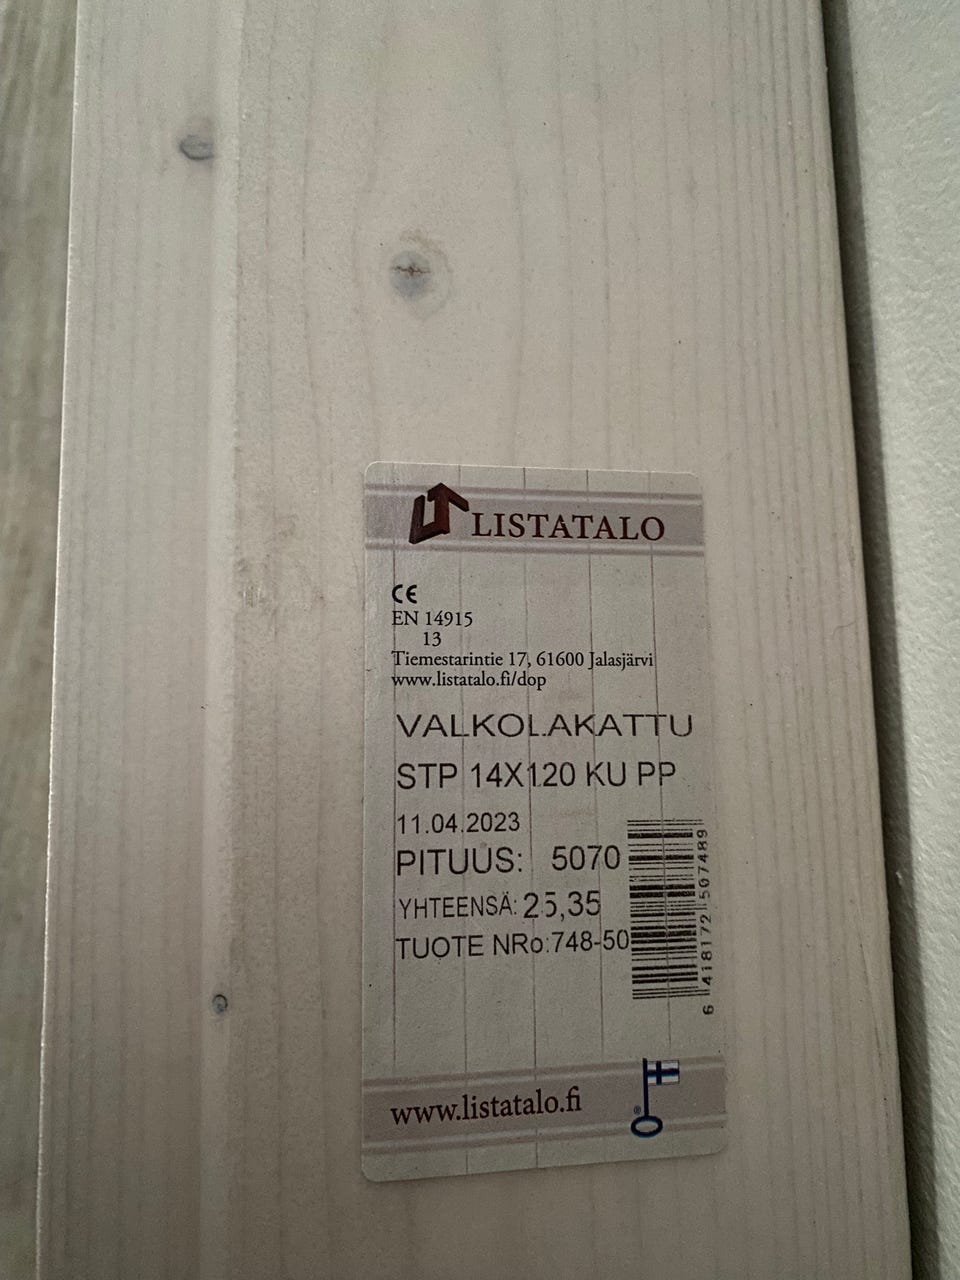 LISTATALO
CE
EN 14915
13
Tiemestarintie 17, 61600 Jalasjärvi
www.listatalo.fi/dop
VALKOLAKATTU
STP 14X120 KU PP
11.04.2023
PITUUS: 5070
YHTEENSÄ: 25,35
TUOTE NRo:748-50
6 418172 507489
www.listatalo.fi
®